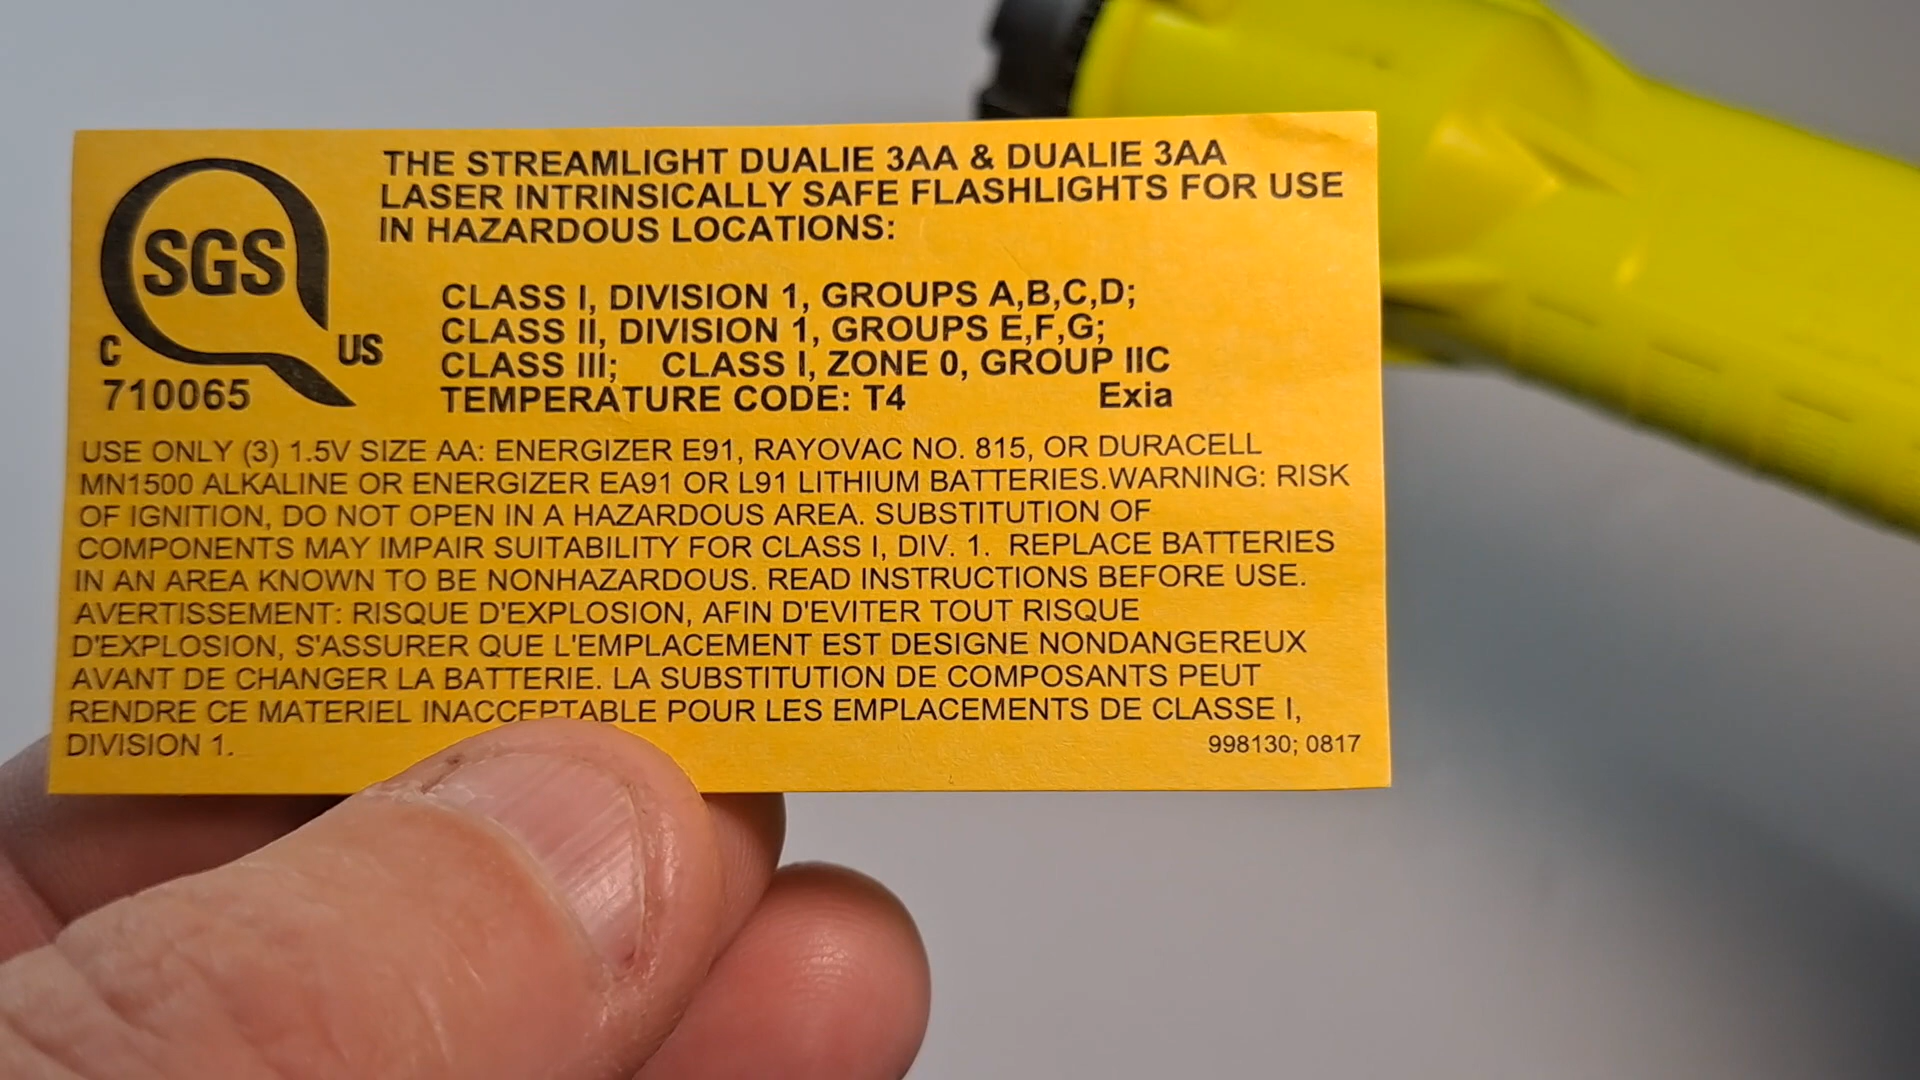 THE STREAMLIGHT DUALIE 3AA & DUALIE 3AA
LASER INTRINSICALLY SAFE FLASHLIGHTS FOR USE
IN HAZARDOUS LOCATIONS:
SGS
C US
710065
CLASS I, DIVISION 1, GROUPS A,B,C,D;
CLASS II, DIVISION 1, GROUPS E,F,G;
CLASS III; CLASS I, ZONE 0, GROUP IIC
TEMPERATURE CODE: T4 Exia
USE ONLY (3) 1.5V SIZE AA: ENERGIZER E91, RAYOVAC NO. 815, OR DURACELL
MN1500 ALKALINE OR ENERGIZER EA91 OR L91 LITHIUM BATTERIES.WARNING: RISK
OF IGNITION, DO NOT OPEN IN A HAZARDOUS AREA. SUBSTITUTION OF
COMPONENTS MAY IMPAIR SUITABILITY FOR CLASS I, DIV. 1. REPLACE BATTERIES
IN AN AREA KNOWN TO BE NONHAZARDOUS. READ INSTRUCTIONS BEFORE USE.
AVERTISSEMENT: RISQUE D'EXPLOSION, AFIN D'EVITER TOUT RISQUE
D'EXPLOSION, S'ASSURER QUE L'EMPLACEMENT EST DESIGNE NONDANGEREUX
AVANT DE CHANGER LA BATTERIE. LA SUBSTITUTION DE COMPOSANTS PEUT
RENDRE CE MATERIEL INACCEPTABLE POUR LES EMPLACEMENTS DE CLASSE I,
DIVISION 1.
998130; 0817